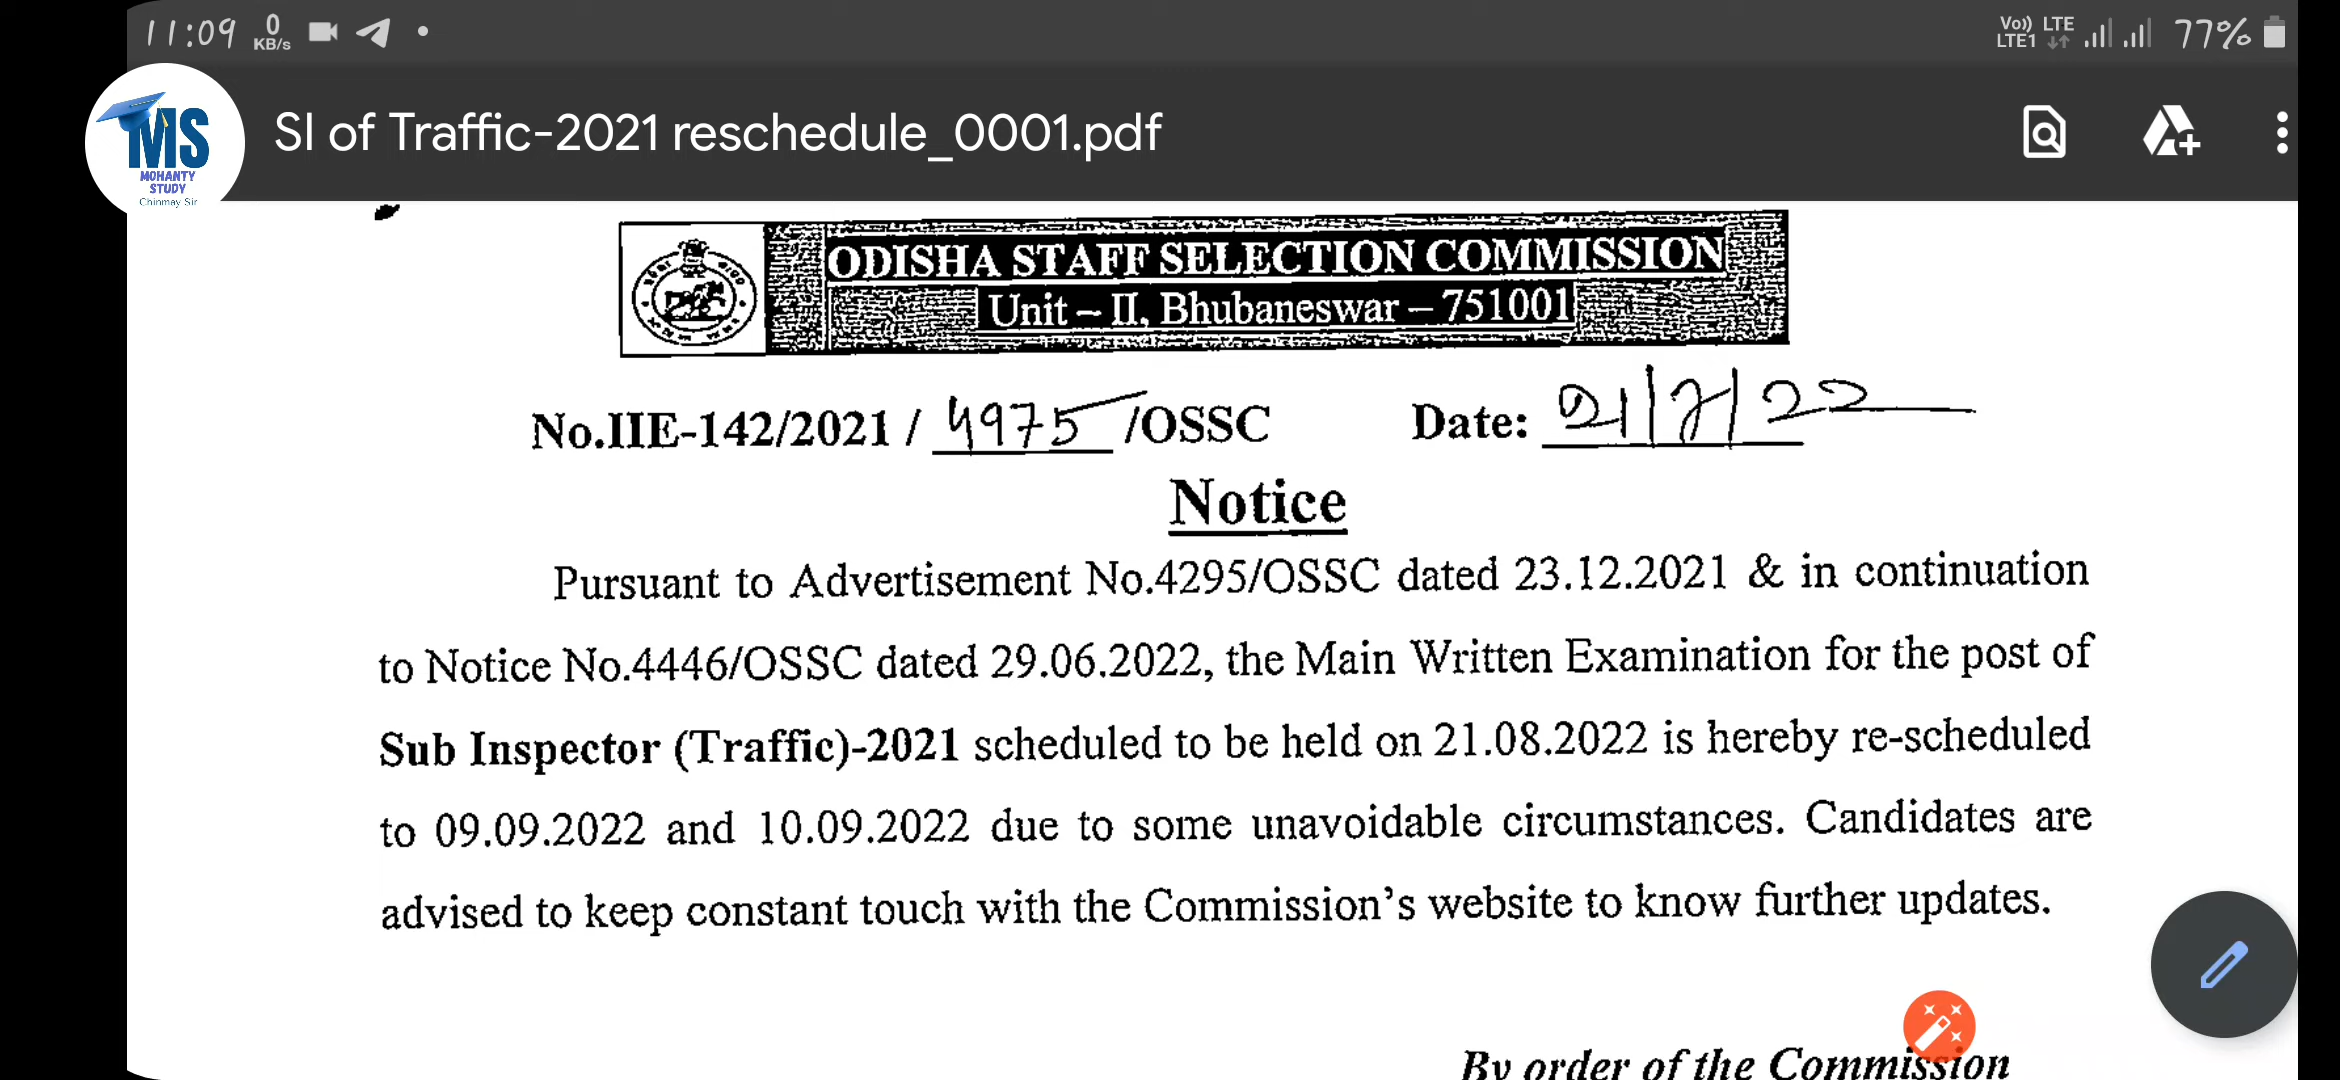 11:09 0 KB/s Vo)) LTE1 LTE 77%
MS MOHANTY STUDY Chinmay Sir
SI of Traffic-2021 reschedule_0001.pdf
ODISHA STAFF SELECTION COMMISSION
Unit – II, Bhubaneswar – 751001
No.IIE-142/2021 / 4975 /OSSC Date: 21/7/22
Notice
Pursuant to Advertisement No.4295/OSSC dated 23.12.2021 & in continuation
to Notice No.4446/OSSC dated 29.06.2022, the Main Written Examination for the post of
Sub Inspector (Traffic)-2021 scheduled to be held on 21.08.2022 is hereby re-scheduled
to 09.09.2022 and 10.09.2022 due to some unavoidable circumstances. Candidates are
advised to keep constant touch with the Commission's website to know further updates.
By order of the Commission